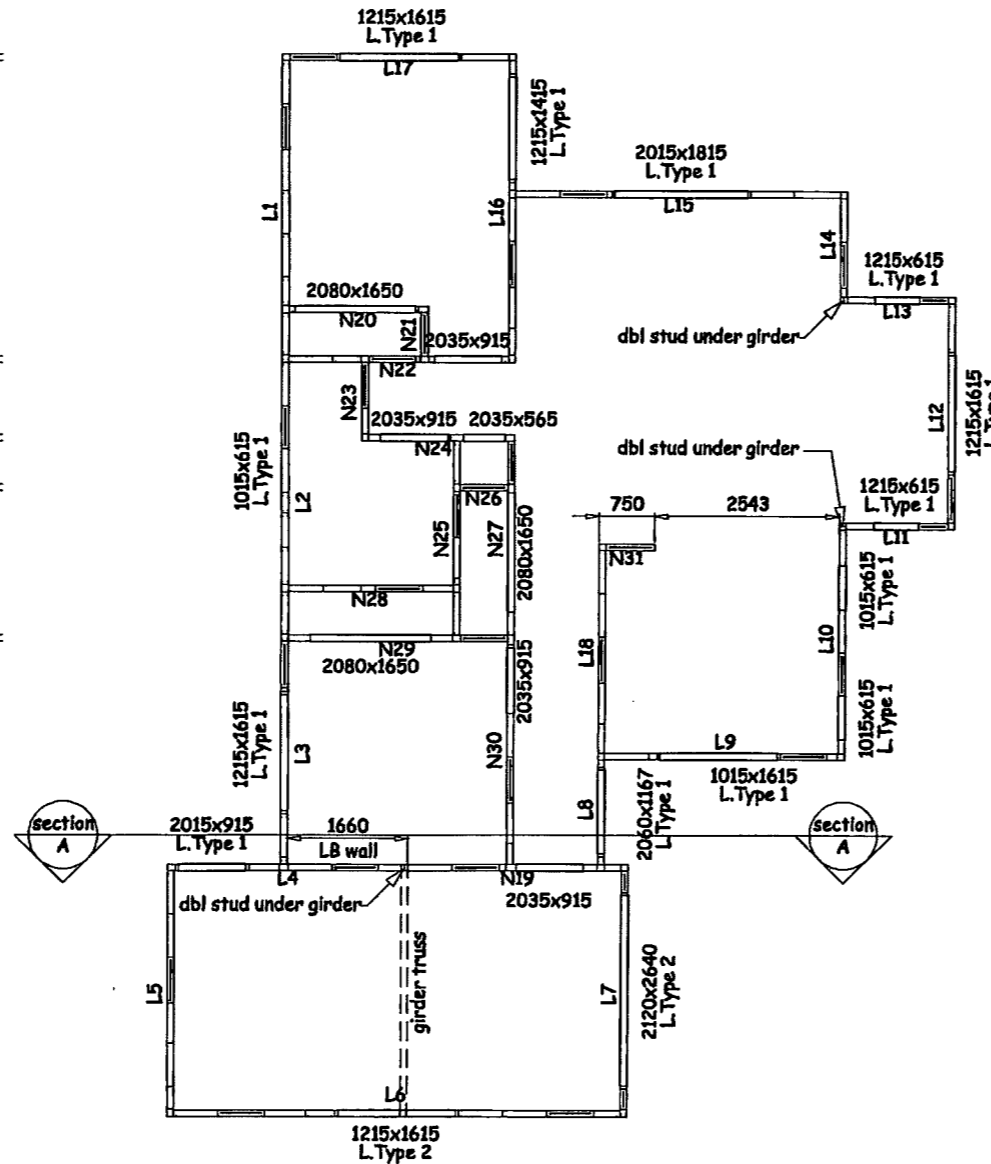 1215x1615
L.Type 1
L17
1215x1415
L.Type 1
2015x1815
L.Type 1
L15
L1
L16
L14
1215x615
L.Type 1
L13
2080x1650
N20
N21
2035x915
dbl stud under girder
N22
N23
L12
1215x1615
L.Type 1
2035x915
2035x565
N24
dbl stud under girder
1015x615
L.Type 1
L2
N26
1215x615
L.Type 1
750
2543
L11
N25
N27
2080x1650
N31
1015x615
L.Type 1
N28
L10
N29
2080x1650
L18
2035x915
1015x615
L.Type 1
1215x1615
L.Type 1
L3
N30
L9
1015x1615
L.Type 1
2060x1167
L.Type 1
L8
section
A
2015x915
L.Type 1
1660
LB wall
section
A
L4
N19
dbl stud under girder
2035x915
L5
girder truss
L7
2120x2640
L.Type 2
L6
1215x1615
L.Type 2